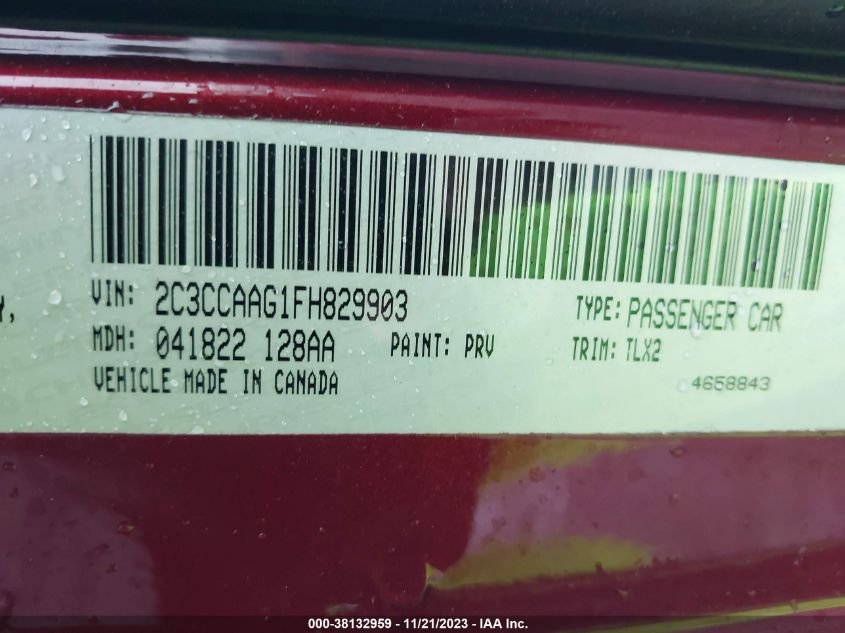 VIN: 2C3CCAAG1FH829903 TYPE: PASSENGER CAR
Y, MDH: 041822 128AA PAINT: PRV TRIM: TLX2
VEHICLE MADE IN CANADA 4658843
000-38132959 - 11/21/2023 - IAA Inc.